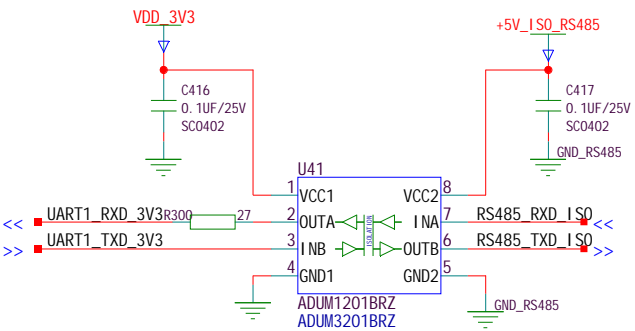 VDD_3V3
+5V_ISO_RS485
C416
0.1UF/25V
SC0402
C417
0.1UF/25V
SC0402
GND_RS485
U41
1 VCC1 VCC2 8
<< UART1_RXD_3V3 R300 27 2 OUTA INA 7 RS485_RXD_ISO <<
ISOLATION
>> UART1_TXD_3V3 3 INB OUTB 6 RS485_TXD_ISO >>
4 GND1 GND2 5
GND_RS485
ADUM1201BRZ
ADUM3201BRZ